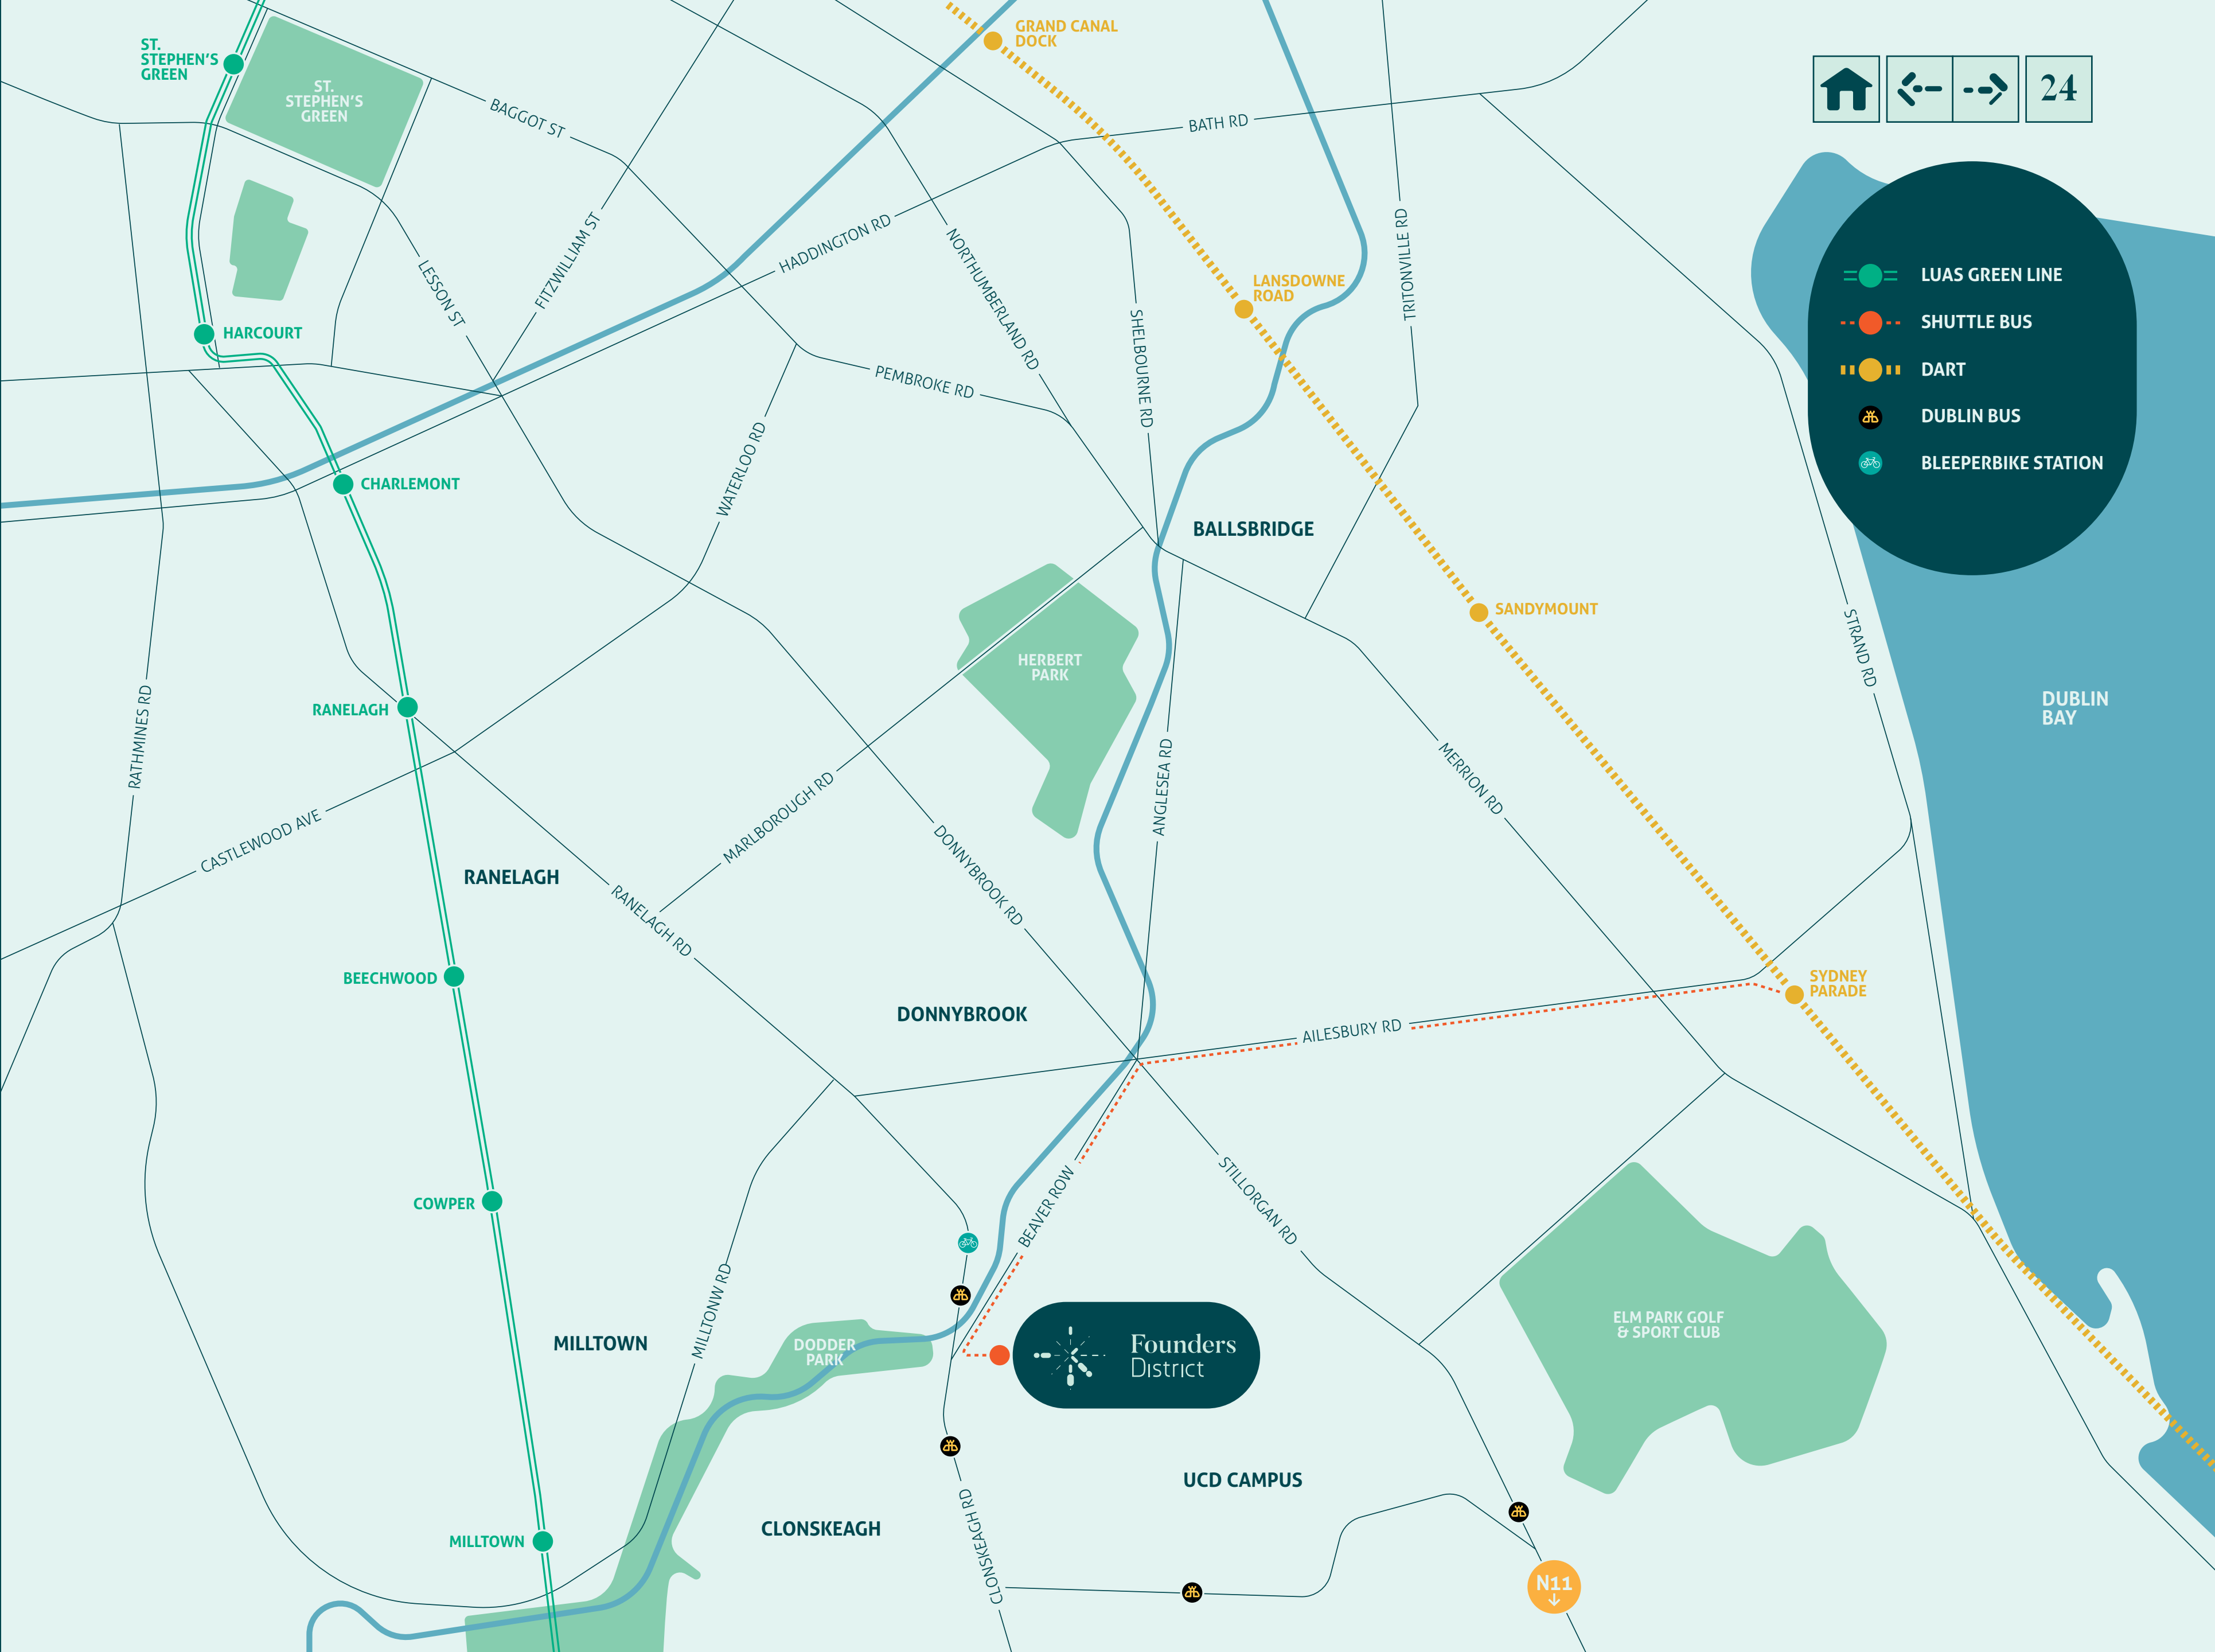 GRAND CANAL
DOCK
ST.
STEPHEN'S
GREEN
ST.
STEPHEN'S
GREEN
24
BAGGOT ST
BATH RD
HADDINGTON RD
FITZWILLIAM ST
LESSON ST
NORTHUMBERLAND RD
TRITONVILLE RD
SHELBOURNE RD
LANSDOWNE
ROAD
LUAS GREEN LINE
SHUTTLE BUS
DART
DUBLIN BUS
BLEEPERBIKE STATION
HARCOURT
PEMBROKE RD
WATERLOO RD
CHARLEMONT
BALLSBRIDGE
SANDYMOUNT
STRAND RD
HERBERT
PARK
DUBLIN
BAY
RANELAGH
RATHMINES RD
ANGLESEA RD
MERRION RD
MARLBOROUGH RD
CASTLEWOOD AVE
DONNYBROOK RD
RANELAGH
RANELAGH RD
BEECHWOOD
SYDNEY
PARADE
DONNYBROOK
AILESBURY RD
COWPER
BEAVER ROW
STILLORGAN RD
MILLTONW RD
ELM PARK GOLF
& SPORT CLUB
MILLTOWN
DODDER
PARK
Founders
District
UCD CAMPUS
CLONSKEAGH
CLONSKEAGH RD
MILLTOWN
N11